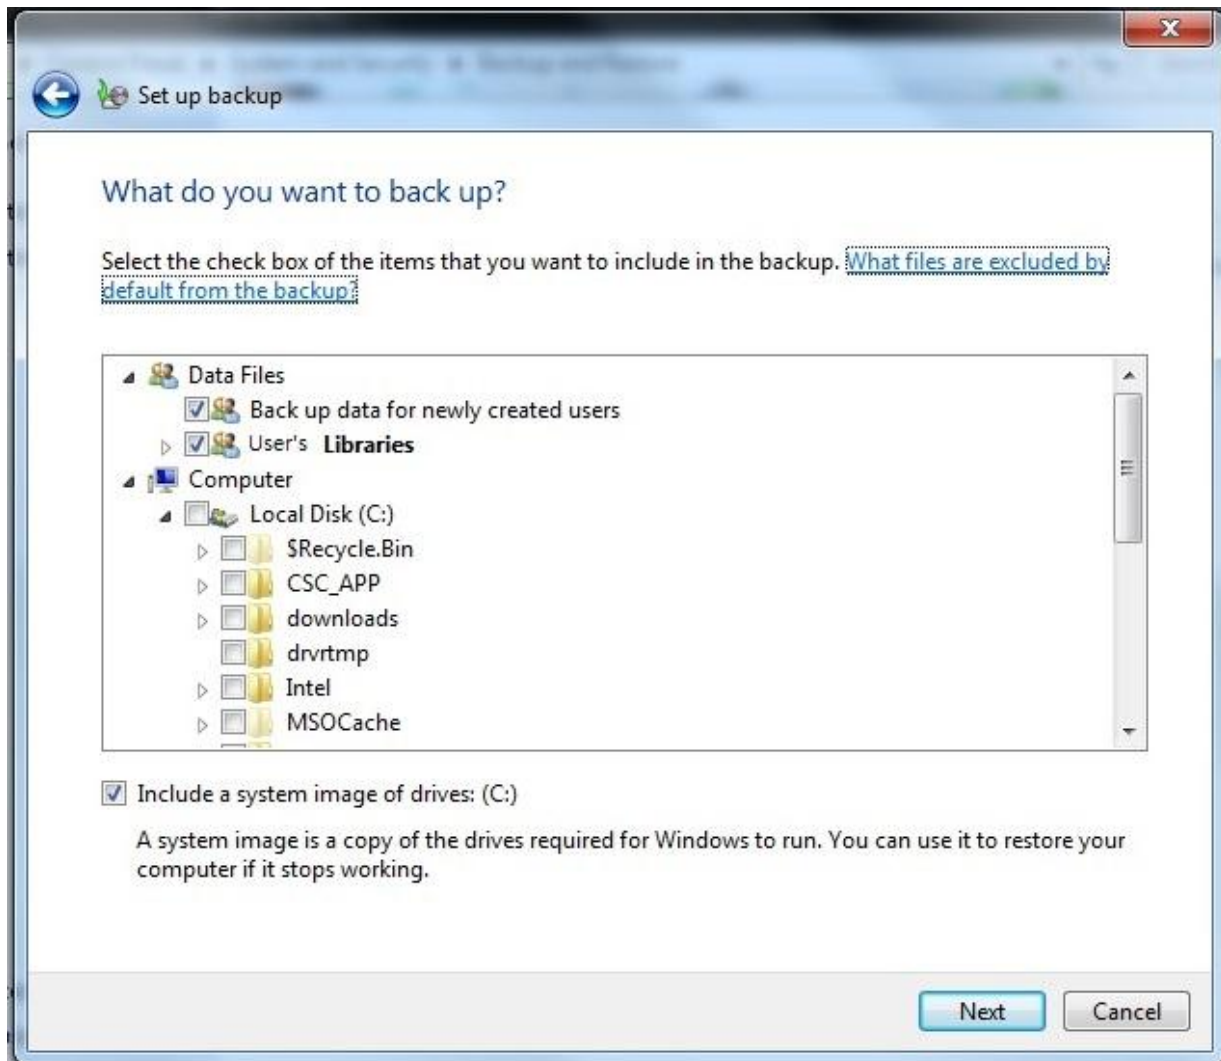 X
Set up backup
What do you want to back up?
Select the check box of the items that you want to include in the backup. What files are excluded by
default from the backup?
Data Files
Back up data for newly created users
User's Libraries
Computer
Local Disk (C:)
$Recycle.Bin
CSC_APP
downloads
drvrtmp
Intel
MSOCache
Include a system image of drives: (C:)
A system image is a copy of the drives required for Windows to run. You can use it to restore your
computer if it stops working.
Next Cancel